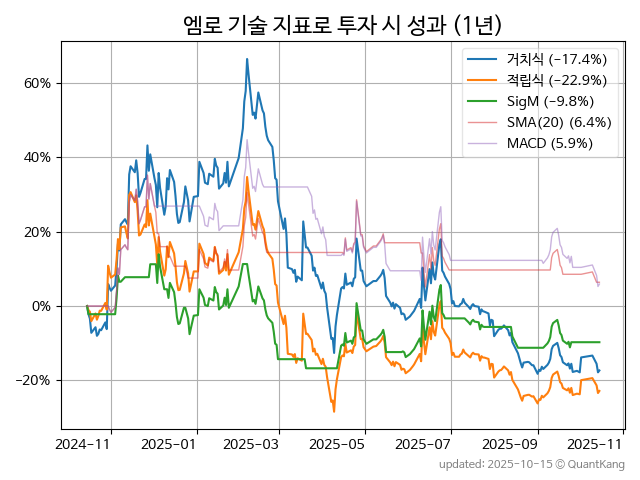 엠로 기술 지표로 투자 시 성과 (1년)
거치식 (−17.4%)
적립식 (−22.9%)
SigM (−9.8%)
SMA(20) (6.4%)
MACD (5.9%)
60%
40%
20%
0%
−20%
2024−11 2025−01 2025−03 2025−05 2025−07 2025−09 2025−11
updated: 2025-10-15 © QuantKang